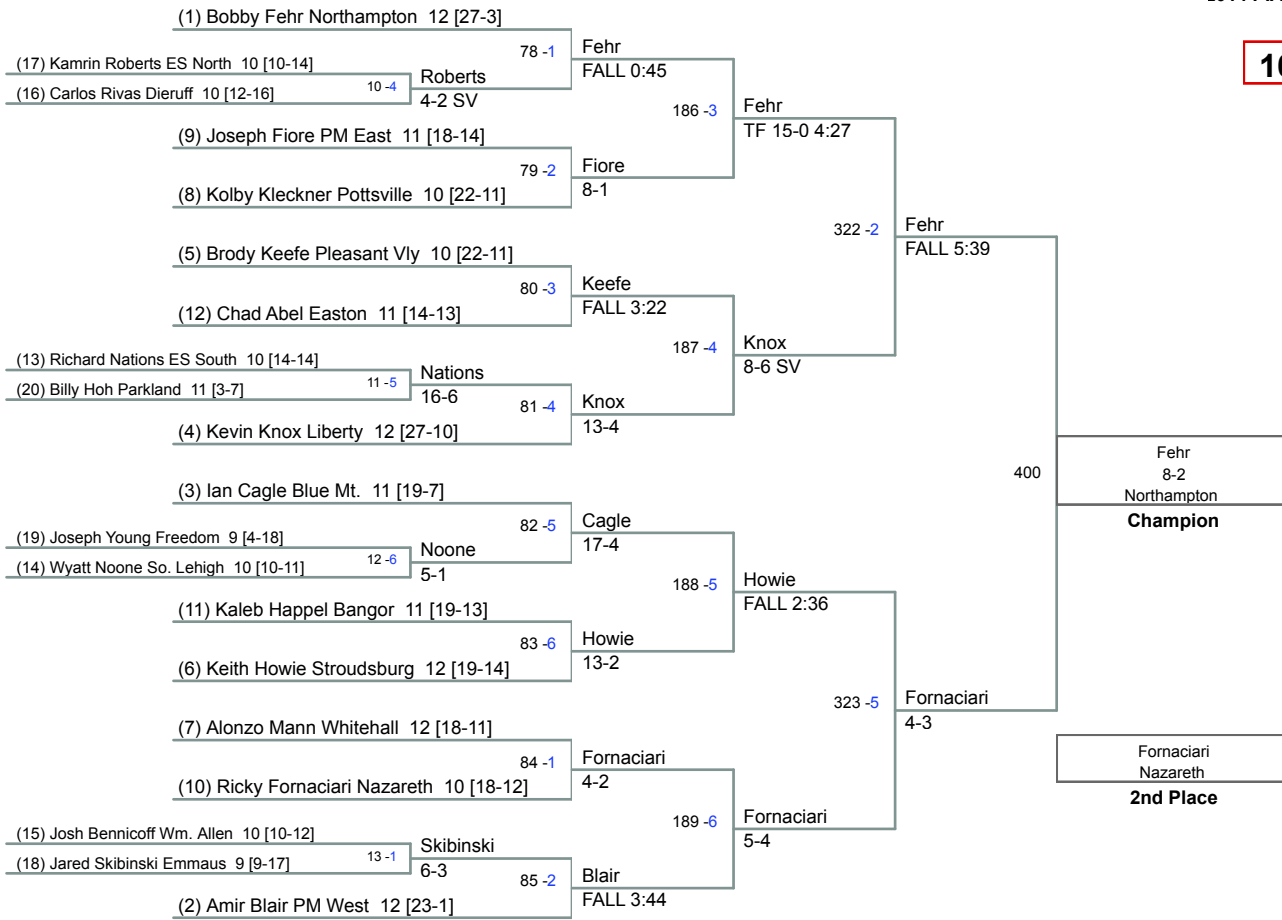 (1) Bobby Fehr Northampton 12 [27-3]
78 -1
Fehr
FALL 0:45
(17) Kamrin Roberts ES North 10 [10-14]
10 -4
Roberts
4-2 SV
(16) Carlos Rivas Dieruff 10 [12-16]
186 -3
Fehr
TF 15-0 4:27
(9) Joseph Fiore PM East 11 [18-14]
79 -2
Fiore
8-1
(8) Kolby Kleckner Pottsville 10 [22-11]
322 -2
Fehr
FALL 5:39
(5) Brody Keefe Pleasant Vly 10 [22-11]
80 -3
Keefe
FALL 3:22
(12) Chad Abel Easton 11 [14-13]
187 -4
Knox
8-6 SV
(13) Richard Nations ES South 10 [14-14]
11 -5
Nations
16-6
(20) Billy Hoh Parkland 11 [3-7]
81 -4
Knox
13-4
(4) Kevin Knox Liberty 12 [27-10]
400
Fehr
8-2
Northampton
Champion
(3) Ian Cagle Blue Mt. 11 [19-7]
82 -5
Cagle
17-4
(19) Joseph Young Freedom 9 [4-18]
12 -6
Noone
5-1
(14) Wyatt Noone So. Lehigh 10 [10-11]
188 -5
Howie
FALL 2:36
(11) Kaleb Happel Bangor 11 [19-13]
83 -6
Howie
13-2
(6) Keith Howie Stroudsburg 12 [19-14]
323 -5
Fornaciari
4-3
(7) Alonzo Mann Whitehall 12 [18-11]
84 -1
Fornaciari
4-2
(10) Ricky Fornaciari Nazareth 10 [18-12]
Fornaciari
Nazareth
2nd Place
189 -6
Fornaciari
5-4
(15) Josh Bennicoff Wm. Allen 10 [10-12]
13 -1
Skibinski
6-3
(18) Jared Skibinski Emmaus 9 [9-17]
85 -2
Blair
FALL 3:44
(2) Amir Blair PM West 12 [23-1]